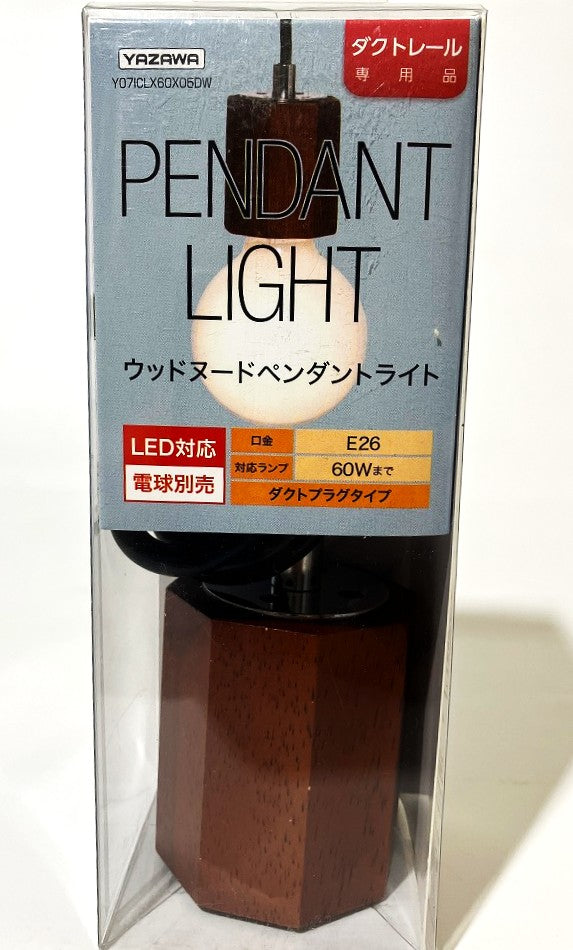 YAZAWA
Y07ICLX60X05DW
ダクトレール
専用品
PENDANT
LIGHT
ウッドヌードペンダントライト
LED対応
電球別売
口金 E26
対応ランプ 60Wまで
ダクトプラグタイプ